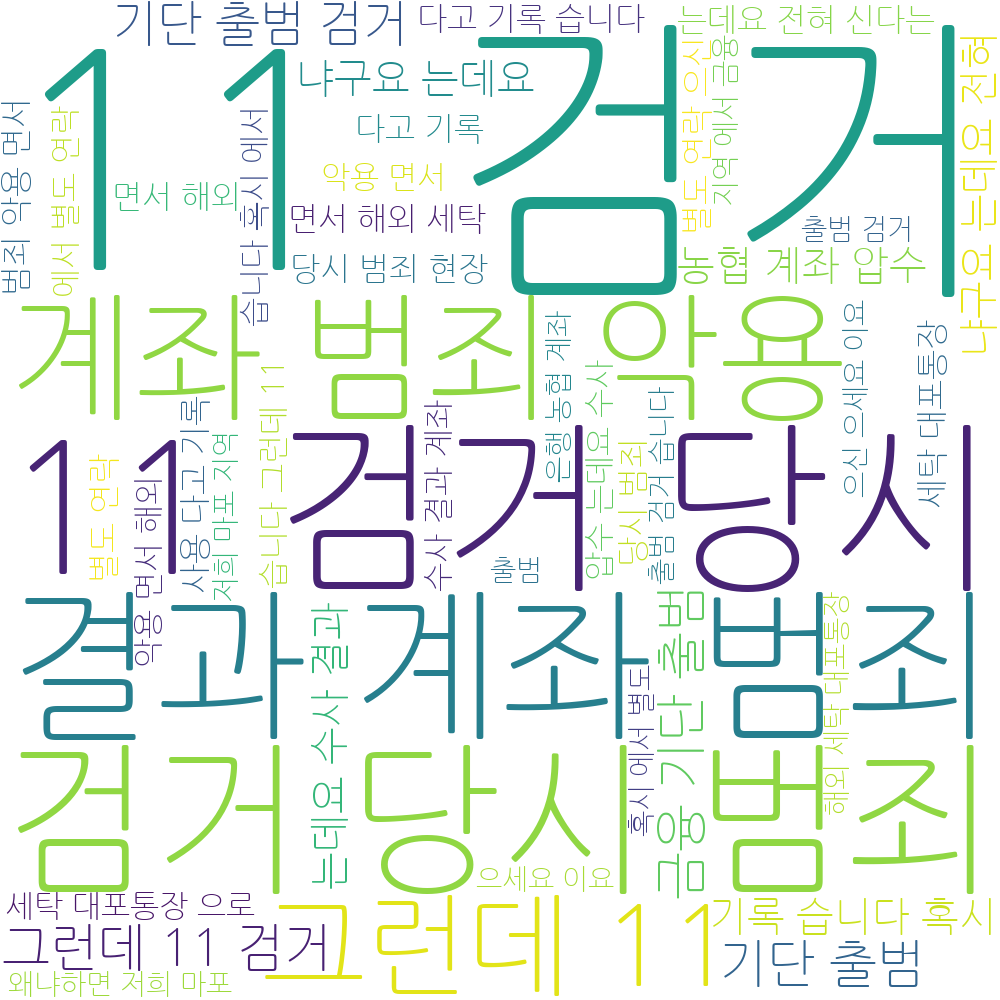 기단 출범 검거
다고 기록 습니다
는데요 전혀 신다는
11 검거
냐구요 는데요
다고 기록
악용 면서
면서 해외
면서 해외 세탁
출범 검거
당시 범죄 현장
농협 계좌 압수
범죄 악용 면서
에서 별도 연락
습니다 혹시 에서
별도 연락 으신
지역 에서 금융
냐구요 는데요 전혀
계좌 범죄 악용
은행 농협 계좌
으신 으세요 이요
세탁 대포통장
11 검거 당시
별도 연락
악용 면서 해외
사용 다고 기록
저희 마포 지역
습니다 그런데 11
수사 결과 계좌
출범
압수 는데요 수사
당시 범죄
출범 검거 습니다
결과 계좌 범죄
는데요 수사 결과
혹시 에서 별도
금융 기단 출범
해외 세탁 대포통장
검거 당시 범죄
으세요 이요
세탁 대포통장 으로
그런데 11
기록 습니다 혹시
그런데 11 검거
기단 출범
왜냐하면 저희 마포